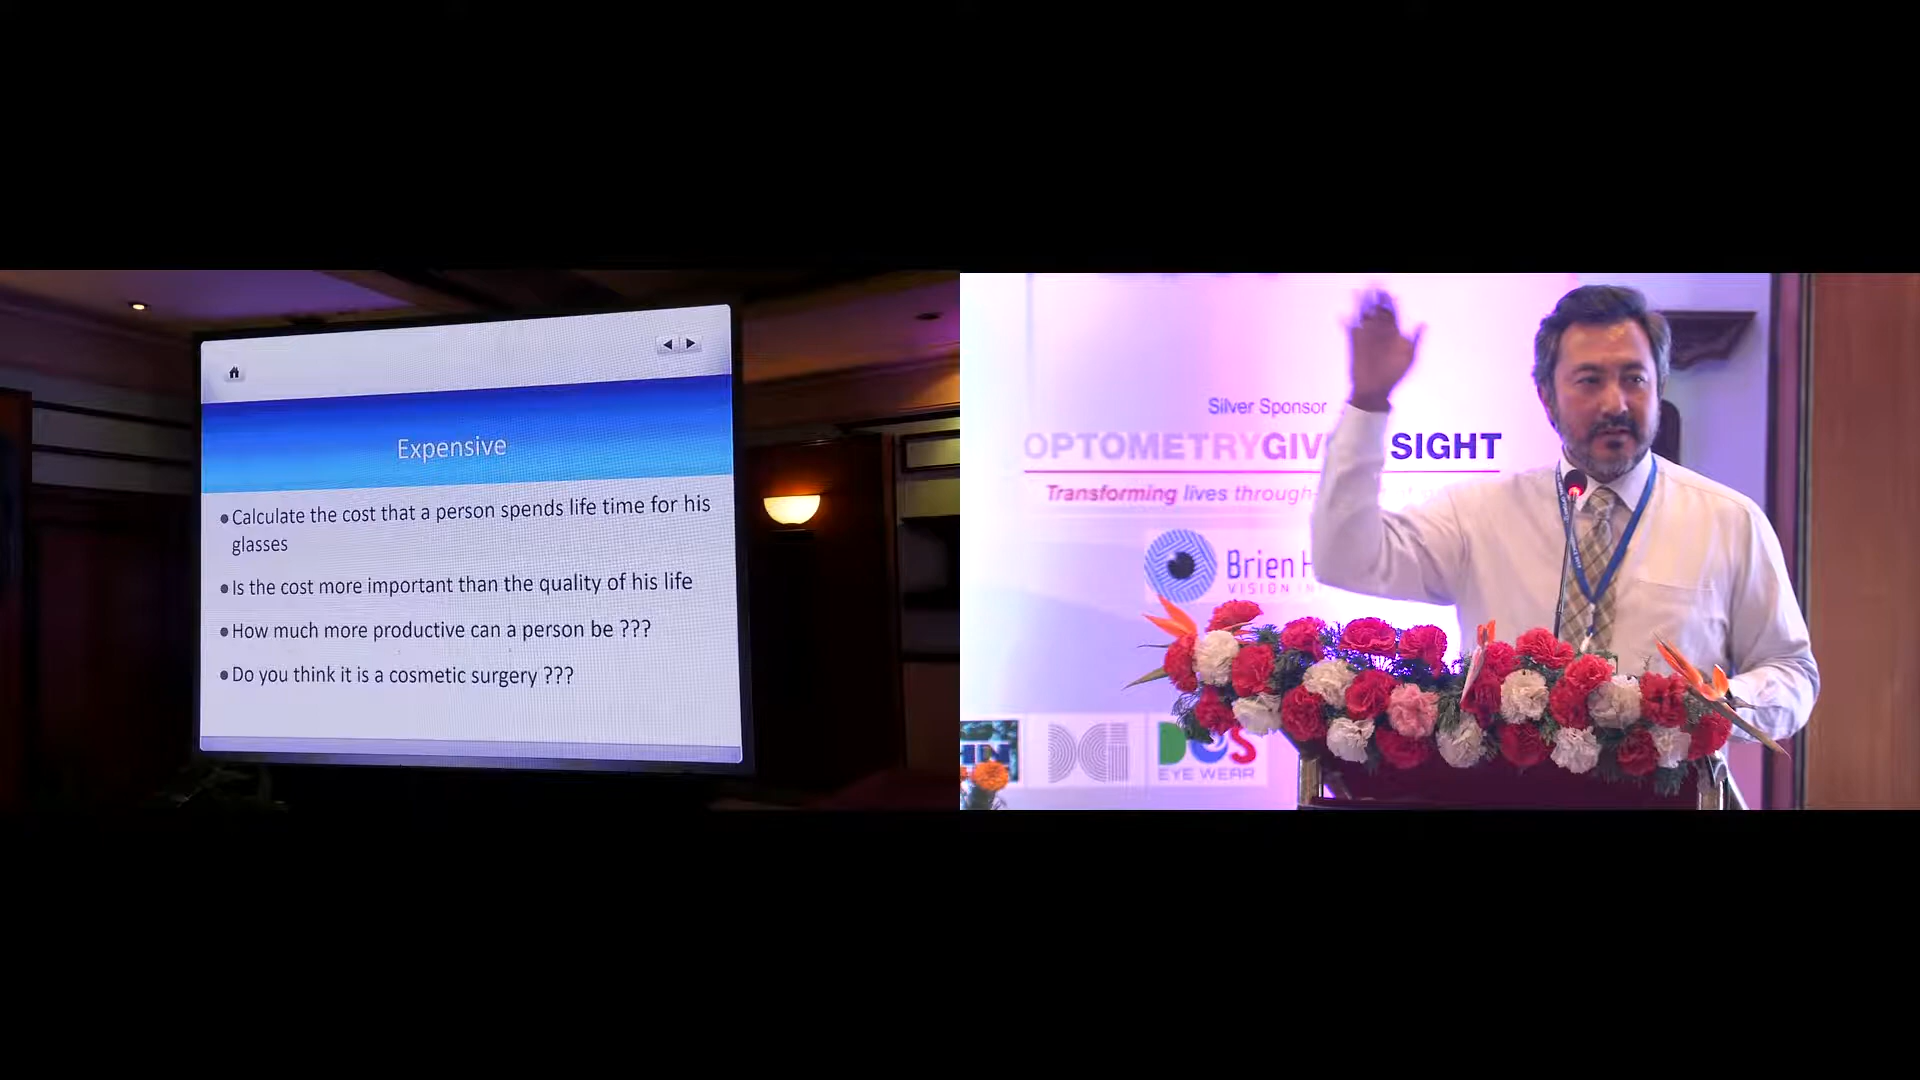 Expensive
Calculate the cost that a person spends life time for his
glasses
Is the cost more important than the quality of his life
How much more productive can a person be ???
Do you think it is a cosmetic surgery ???
Silver Sponsor
OPTOMETRY SIGHT
Transforming lives through
Brien
VISION
DOS
EYE WEAR